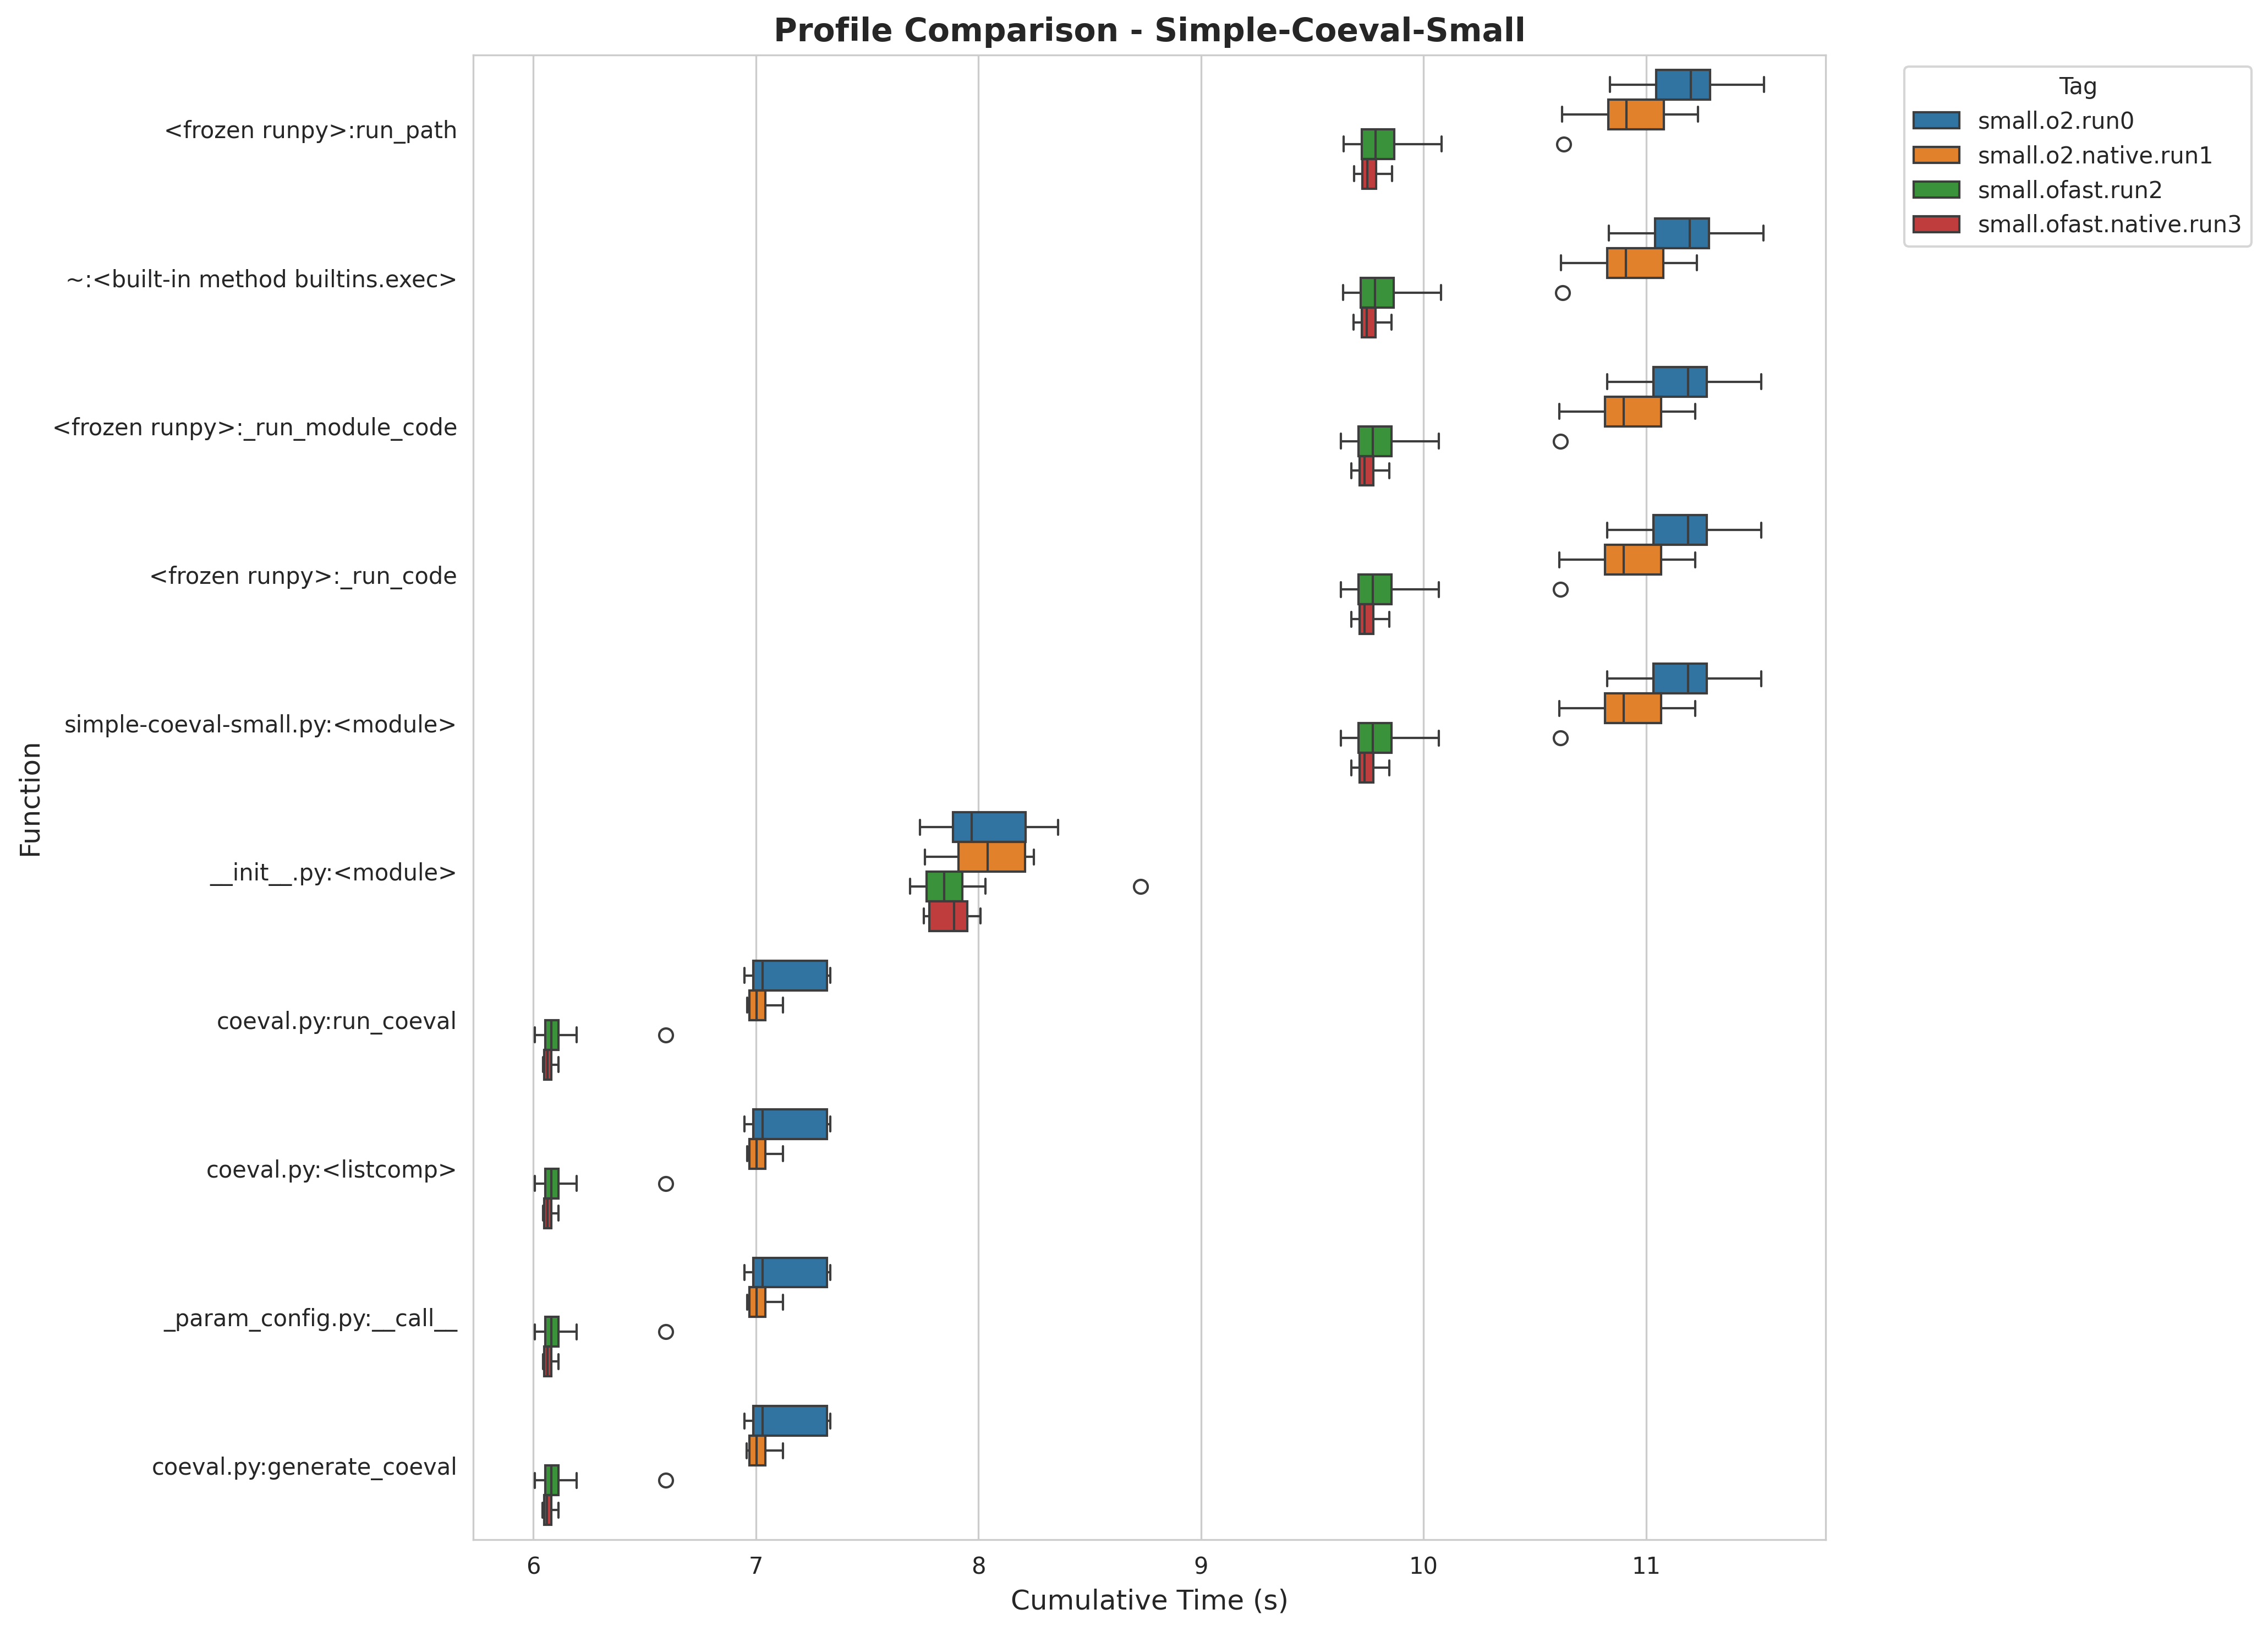 Profile Comparison - Simple-Coeval-Small
Tag
small.o2.run0
small.o2.native.run1
small.ofast.run2
small.ofast.native.run3
Function
<frozen runpy>:run_path
~:<built-in method builtins.exec>
<frozen runpy>:_run_module_code
<frozen runpy>:_run_code
simple-coeval-small.py:<module>
__init__.py:<module>
coeval.py:run_coeval
coeval.py:<listcomp>
_param_config.py:__call__
coeval.py:generate_coeval
6 7 8 9 10 11
Cumulative Time (s)